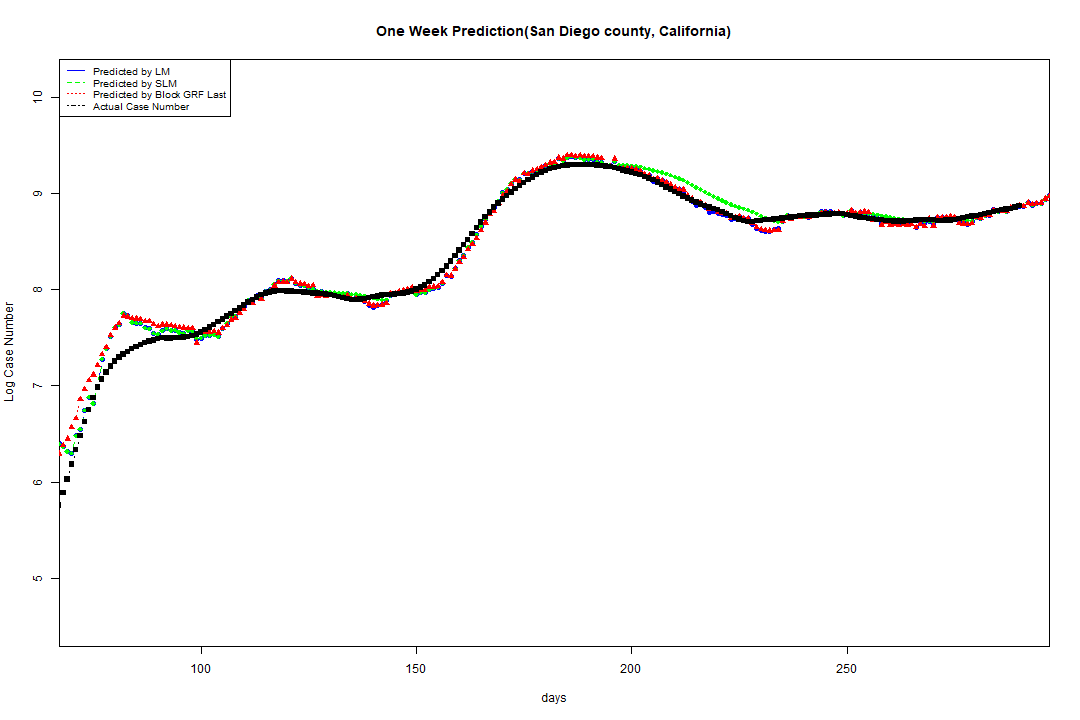 One Week Prediction(San Diego county, California)
Predicted by LM
Predicted by SLM
Predicted by Block GRF Last
Actual Case Number
10
9
8
7
6
5
Log Case Number
100 150 200 250
days